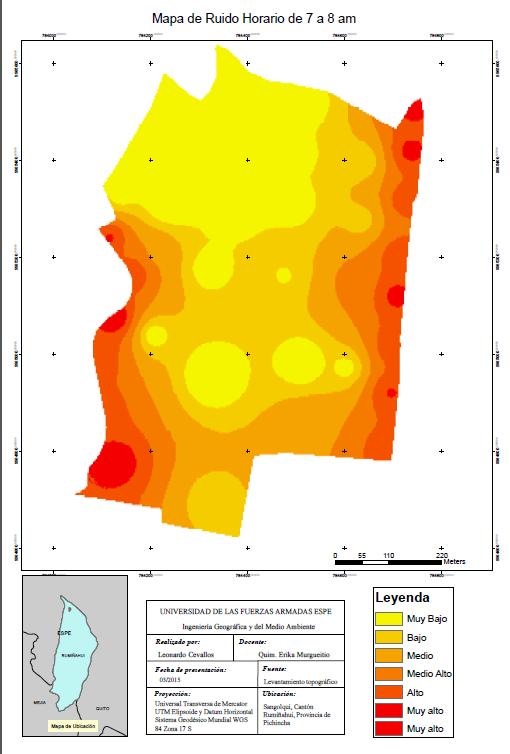 Mapa de Ruido Horario de 7 a 8 am
0 55 110 220
Meters
ESPE
RUMIÑAHUI
MEJIA
QUITO
Mapa de Ubicación
UNIVERSIDAD DE LAS FUERZAS ARMADAS ESPE
Ingeniería Geográfica y del Medio Ambiente
Realizado por:
Leonardo Cevallos
Docente:
Quim. Erika Murgueitio
Fecha de presentación:
03/2015
Fuente:
Levantamiento topográfico
Proyección:
Universal Transversa de Mercator
UTM Elipsoide y Datum Horizontal
Sistema Geodésico Mundial WGS
84 Zona 17 S
Ubicación:
Sangolquí, Cantón
Rumiñahui, Provincia de
Pichincha
Leyenda
Muy Bajo
Bajo
Medio
Medio Alto
Alto
Muy alto
Muy alto